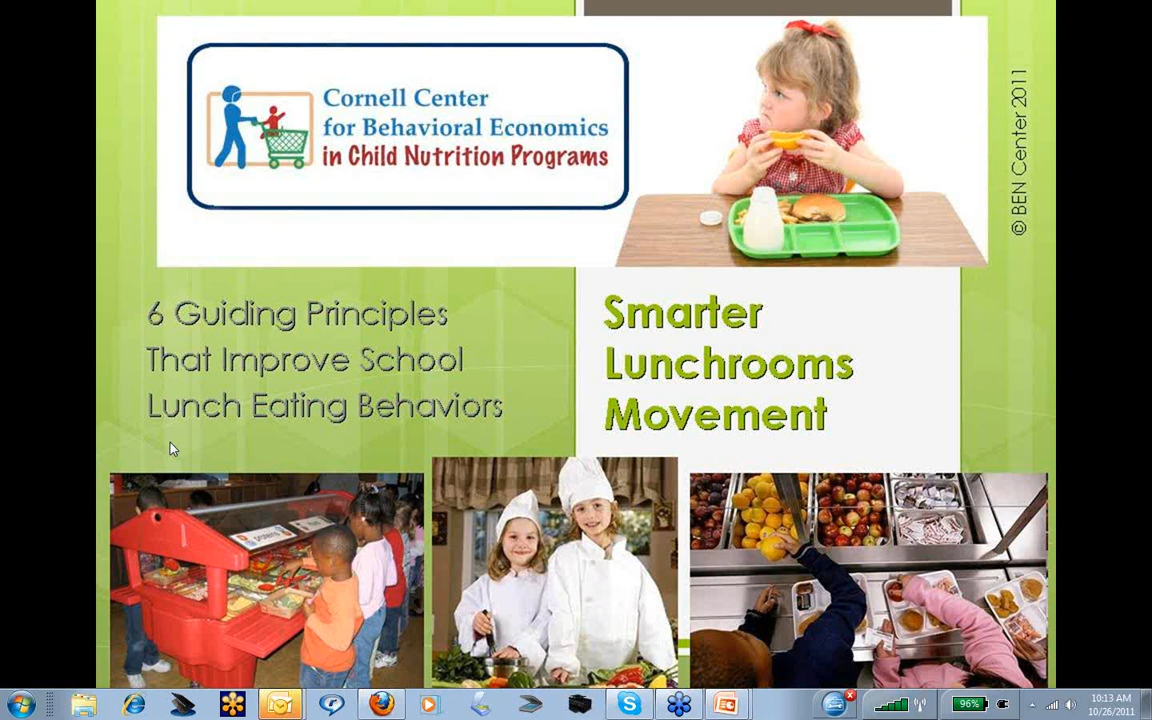 Cornell Center
for Behavioral Economics
in Child Nutrition Programs
© BEN Center 2011
6 Guiding Principles
That Improve School
Lunch Eating Behaviors
Smarter
Lunchrooms
Movement
96%
10:13 AM
10/26/2011